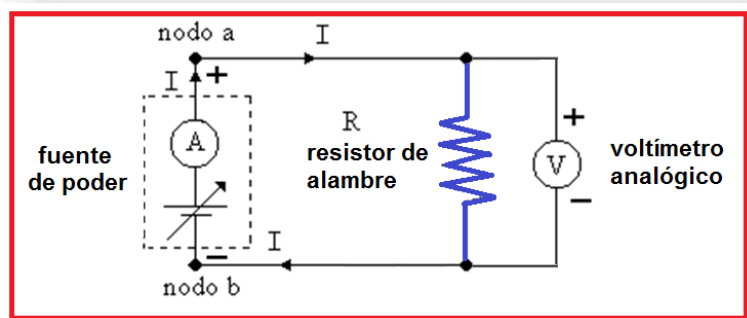 nodo a
I
I
+
A
fuente
de poder
R
resistor de
alambre
+
V
−
voltímetro
analógico
−
I
nodo b